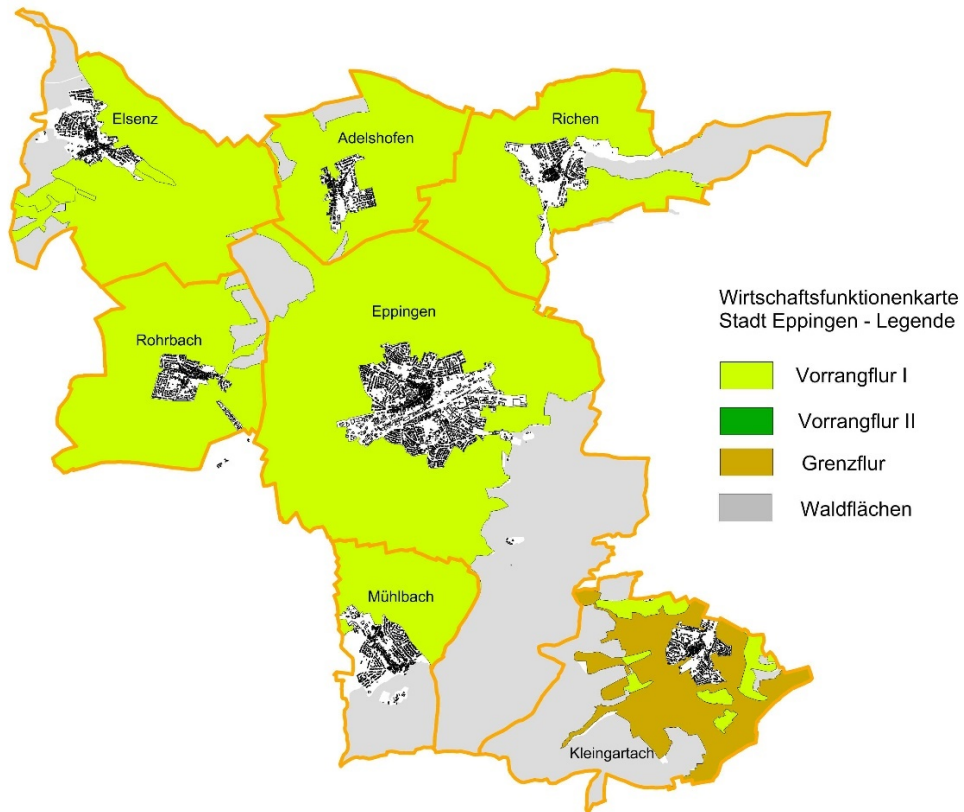 Elsenz
Adelshofen
Richen
Eppingen
Rohrbach
Mühlbach
Kleingartach
Wirtschaftsfunktionenkarte
Stadt Eppingen - Legende
Vorrangflur I
Vorrangflur II
Grenzflur
Waldflächen